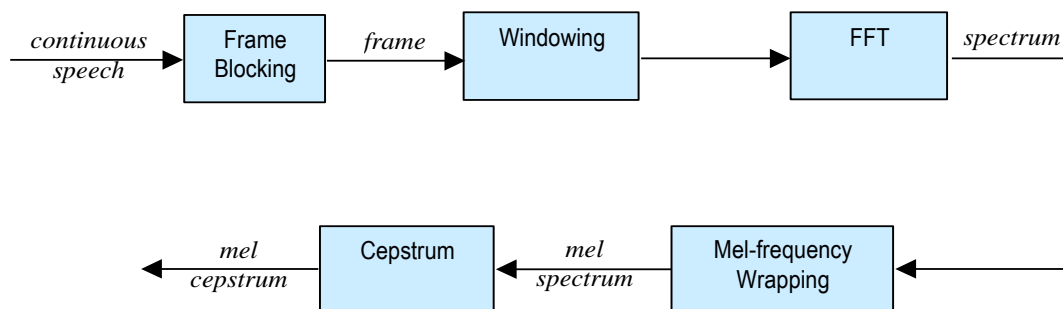 continuous
speech
Frame
Blocking
frame
Windowing
FFT
spectrum
mel
cepstrum
Cepstrum
mel
spectrum
Mel-frequency
Wrapping